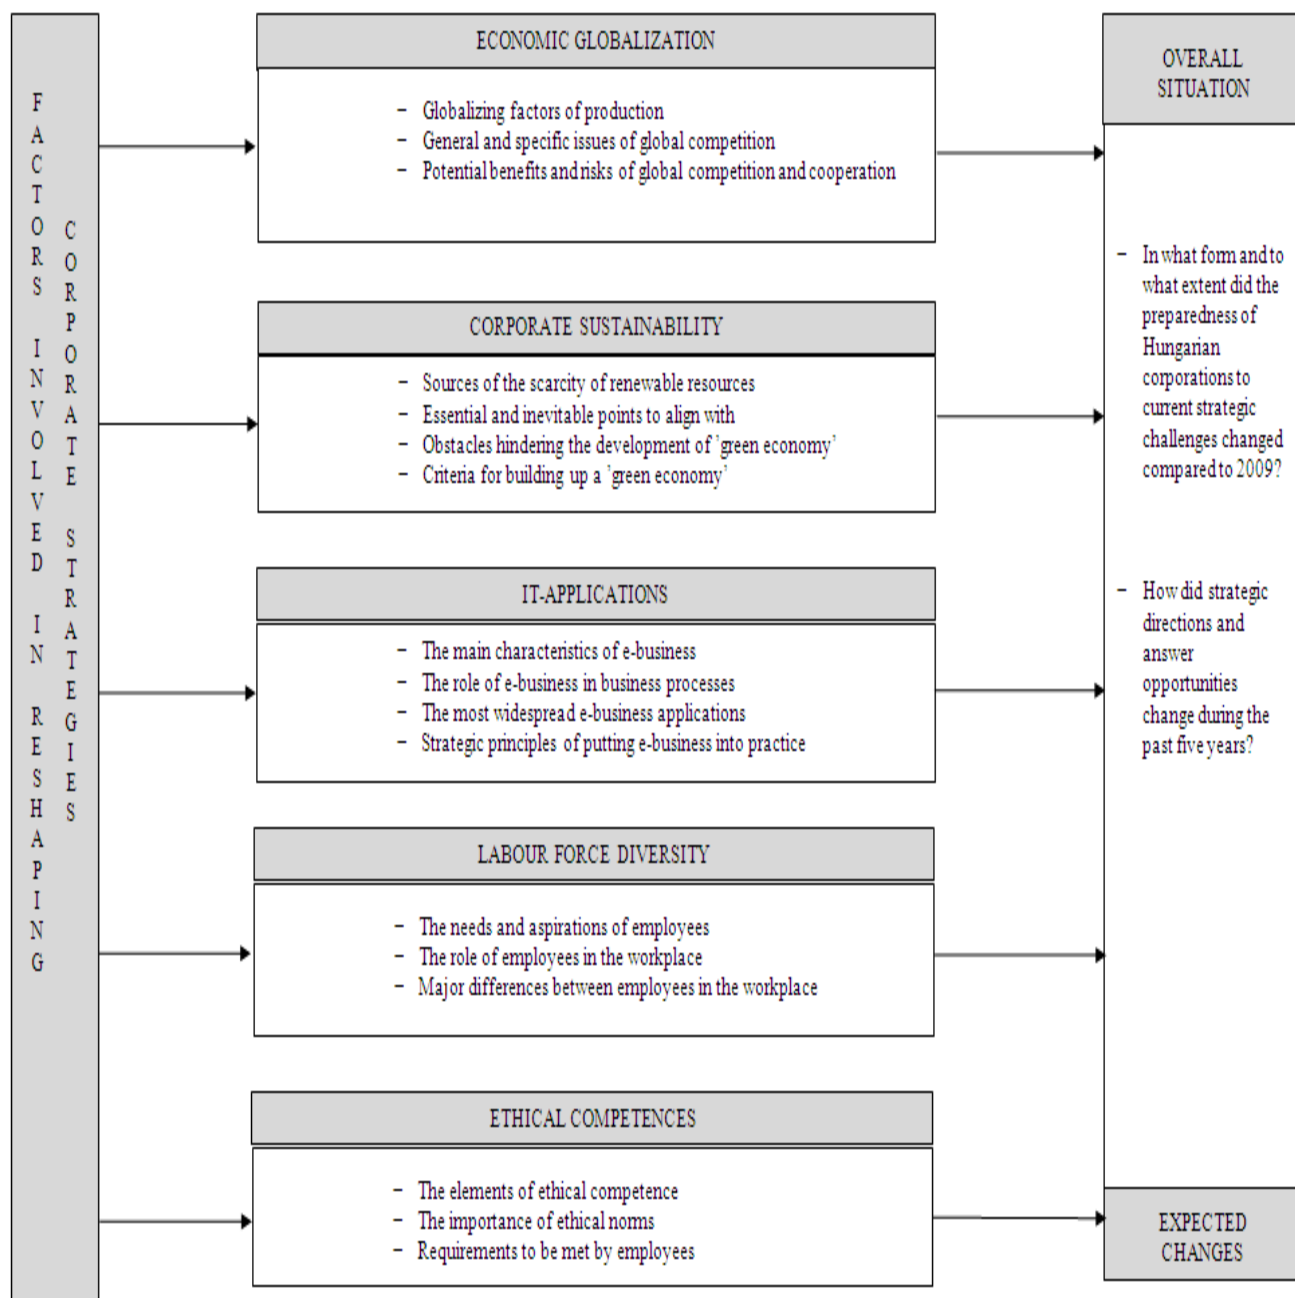 FACTORS INVOLVED IN RESHAPING
CORPORATE STRATEGIES
ECONOMIC GLOBALIZATION
– Globalizing factors of production
– General and specific issues of global competition
– Potential benefits and risks of global competition and cooperation
CORPORATE SUSTAINABILITY
– Sources of the scarcity of renewable resources
– Essential and inevitable points to align with
– Obstacles hindering the development of ’green economy’
– Criteria for building up a ’green economy’
IT-APPLICATIONS
– The main characteristics of e-business
– The role of e-business in business processes
– The most widespread e-business applications
– Strategic principles of putting e-business into practice
LABOUR FORCE DIVERSITY
– The needs and aspirations of employees
– The role of employees in the workplace
– Major differences between employees in the workplace
ETHICAL COMPETENCES
– The elements of ethical competence
– The importance of ethical norms
– Requirements to be met by employees
OVERALL
SITUATION
– In what form and to
what extent did the
preparedness of
Hungarian
corporations to
current strategic
challenges changed
compared to 2009?
– How did strategic
directions and
answer
opportunities
change during the
past five years?
EXPECTED
CHANGES